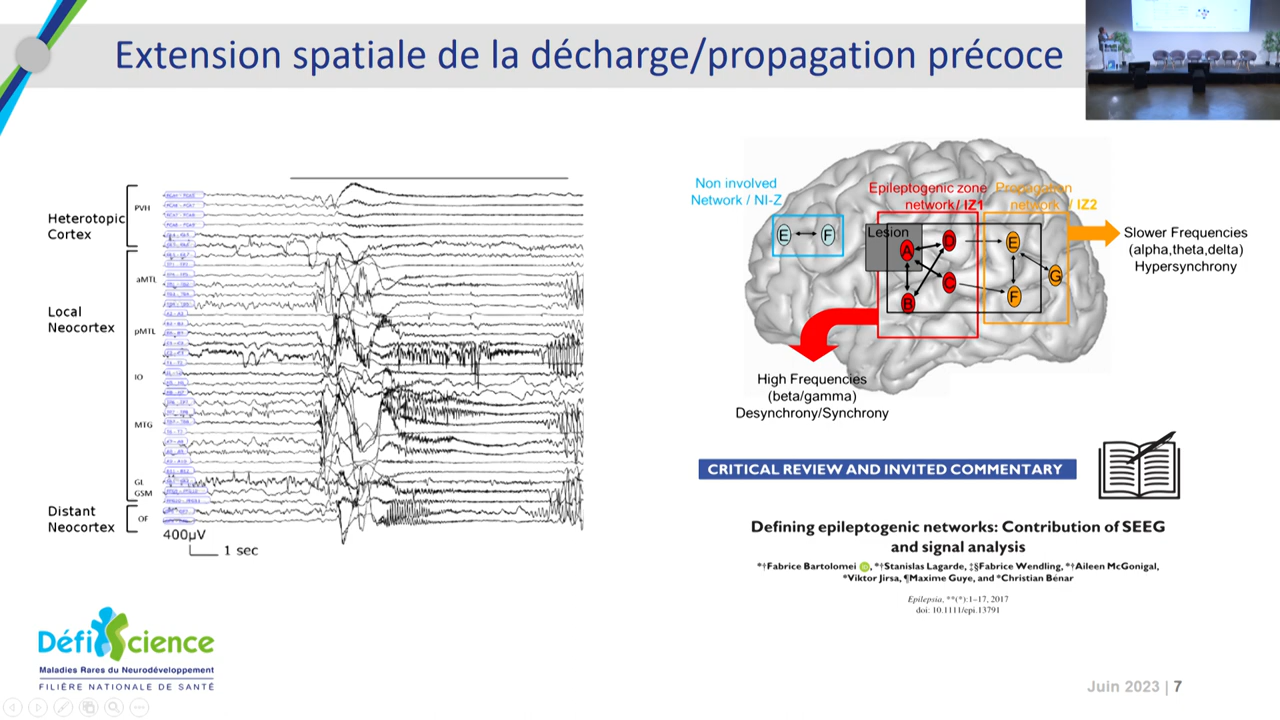 Extension spatiale de la décharge/propagation précoce
Heterotopic
Cortex
PVH
Local
Neocortex
aMTL
pMTL
IO
MTG
GL
GSM
Distant
Neocortex
OF
400µV
1 sec
Non involved
Network / NI-Z
E
F
Epileptogenic zone
network/ IZ1
Propagation
network / IZ2
Lesion
A
D
C
B
E
G
F
Slower Frequencies
(alpha,theta,delta)
Hypersynchrony
High Frequencies
(beta/gamma)
Desynchrony/Synchrony
CRITICAL REVIEW AND INVITED COMMENTARY
Defining epileptogenic networks: Contribution of SEEG
and signal analysis
*†Fabrice Bartolomei iD, *†Stanislas Lagarde, ‡§Fabrice Wendling, *†Aileen McGonigal,
*Viktor Jirsa, ¶Maxime Guye, and *Christian Bénar
Epilepsia, **(*):1–17, 2017
doi: 10.1111/epi.13791
DéfiScience
Maladies Rares du Neurodéveloppement
FILIÈRE NATIONALE DE SANTÉ
Juin 2023 | 7